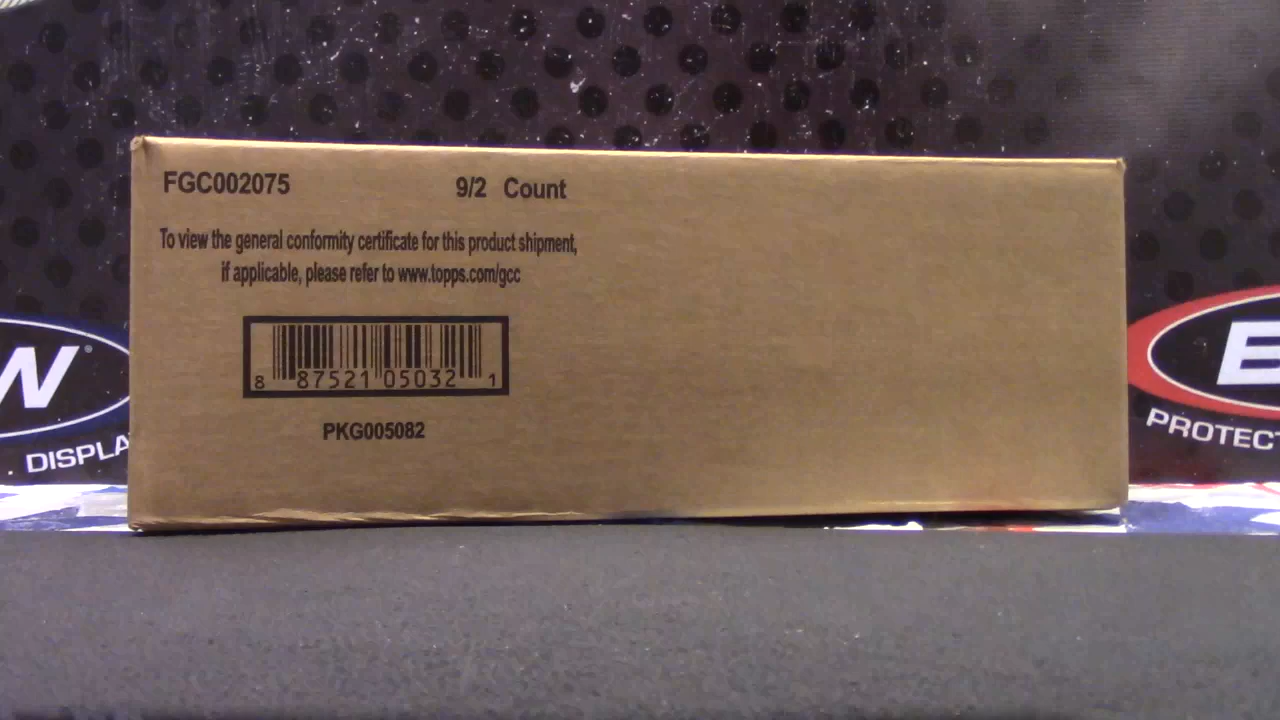 FGC002075 9/2 Count
To view the general conformity certificate for this product shipment,
if applicable, please refer to www.topps.com/gcc
8 87521 05032 1
PKG005082
W®
DISPLA
E
PROTECT